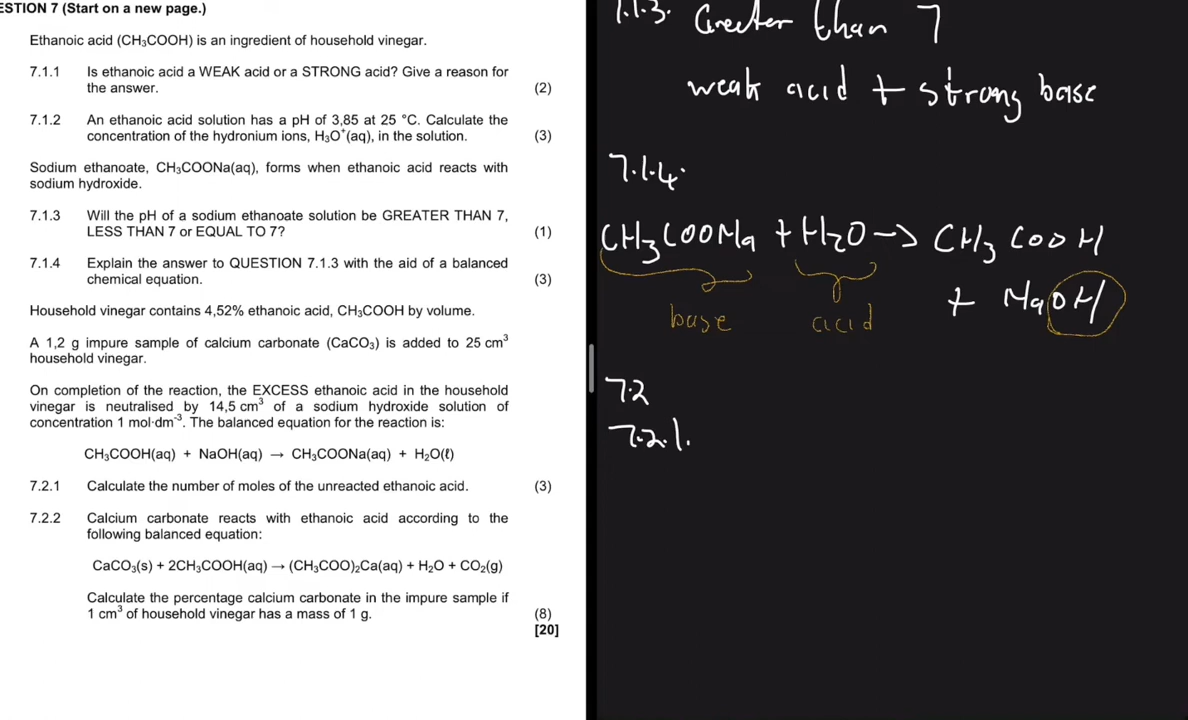 ESTION 7 (Start on a new page.)
Ethanoic acid (CH₃COOH) is an ingredient of household vinegar.
7.1.1 Is ethanoic acid a WEAK acid or a STRONG acid? Give a reason for
the answer. (2)
7.1.2 An ethanoic acid solution has a pH of 3,85 at 25 °C. Calculate the
concentration of the hydronium ions, H₃O⁺(aq), in the solution. (3)
Sodium ethanoate, CH₃COONa(aq), forms when ethanoic acid reacts with
sodium hydroxide.
7.1.3 Will the pH of a sodium ethanoate solution be GREATER THAN 7,
LESS THAN 7 or EQUAL TO 7? (1)
7.1.4 Explain the answer to QUESTION 7.1.3 with the aid of a balanced
chemical equation. (3)
Household vinegar contains 4,52% ethanoic acid, CH₃COOH by volume.
A 1,2 g impure sample of calcium carbonate (CaCO₃) is added to 25 cm³
household vinegar.
On completion of the reaction, the EXCESS ethanoic acid in the household
vinegar is neutralised by 14,5 cm³ of a sodium hydroxide solution of
concentration 1 mol·dm⁻³. The balanced equation for the reaction is:
CH₃COOH(aq) + NaOH(aq) → CH₃COONa(aq) + H₂O(ℓ)
7.2.1 Calculate the number of moles of the unreacted ethanoic acid. (3)
7.2.2 Calcium carbonate reacts with ethanoic acid according to the
following balanced equation:
CaCO₃(s) + 2CH₃COOH(aq) → (CH₃COO)₂Ca(aq) + H₂O + CO₂(g)
Calculate the percentage calcium carbonate in the impure sample if
1 cm³ of household vinegar has a mass of 1 g. (8)
[20]
7.1.3. Greater than 7
weak acid + strong base
7.1.4.
CH₃COONa + H₂O → CH₃COOH
+ NaOH
base acid
7.2
7.2.1.